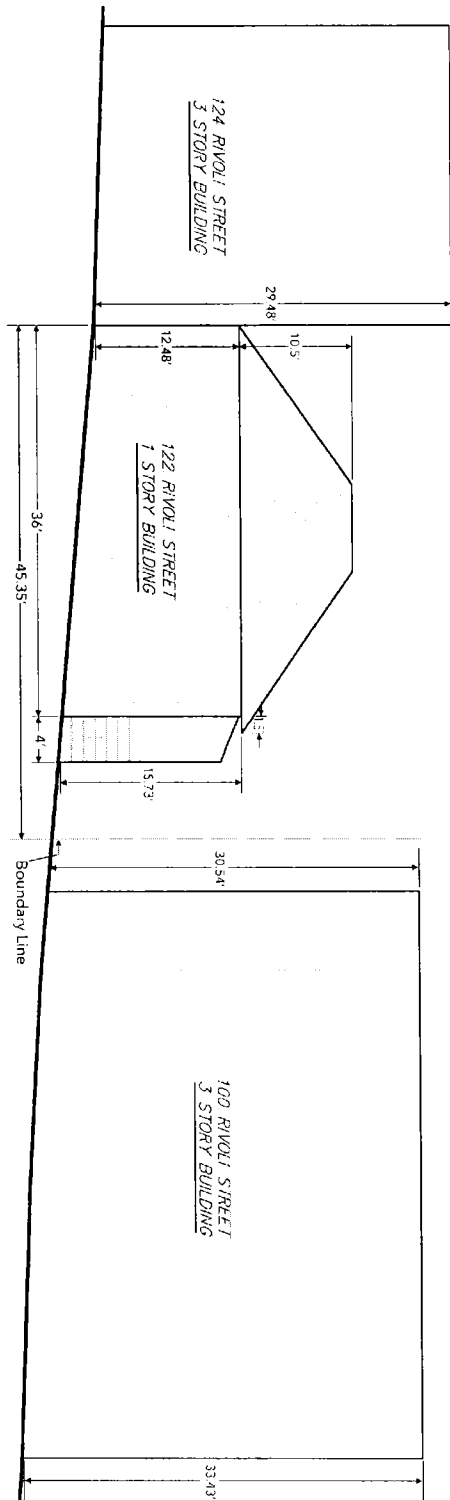 124 RIVOLI STREET
3 STORY BUILDING
29.48'
12.48'
10.5'
122 RIVOLI STREET
1 STORY BUILDING
36'
45.35'
4'
15.73'
Boundary Line
30.54'
100 RIVOLI STREET
3 STORY BUILDING
33.43'